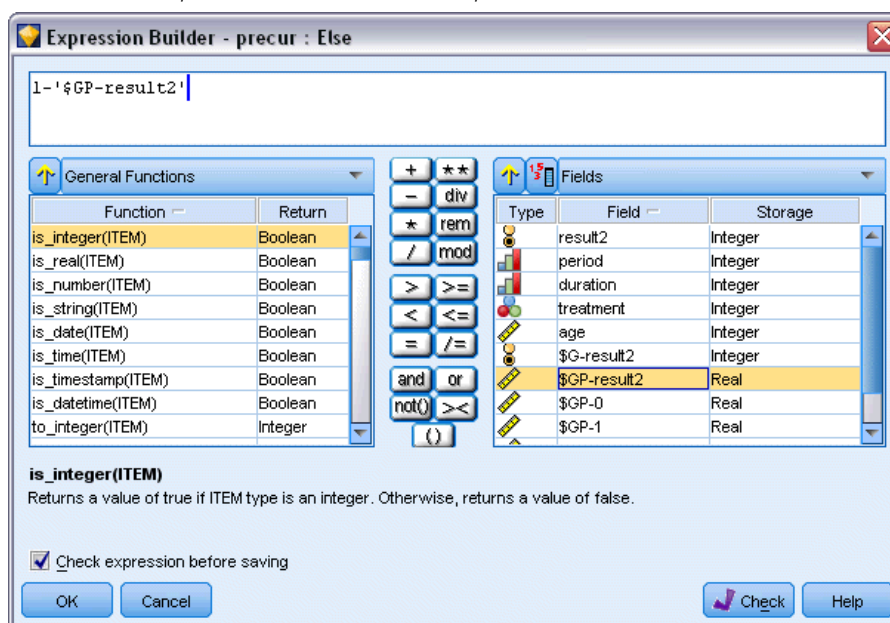 Expression Builder - precur : Else
1-'$GP-result2'
General Functions
Function Return
is_integer(ITEM) Boolean
is_real(ITEM) Boolean
is_number(ITEM) Boolean
is_string(ITEM) Boolean
is_date(ITEM) Boolean
is_time(ITEM) Boolean
is_timestamp(ITEM) Boolean
is_datetime(ITEM) Boolean
to_integer(ITEM) Integer
+ **
- div
* rem
/ mod
> >=
< <=
= /=
and or
not() ><
()
Fields
Type Field Storage
result2 Integer
period Integer
duration Integer
treatment Integer
age Integer
$G-result2 Integer
$GP-result2 Real
$GP-0 Real
$GP-1 Real
is_integer(ITEM)
Returns a value of true if ITEM type is an integer. Otherwise, returns a value of false.
Check expression before saving
OK Cancel Check Help